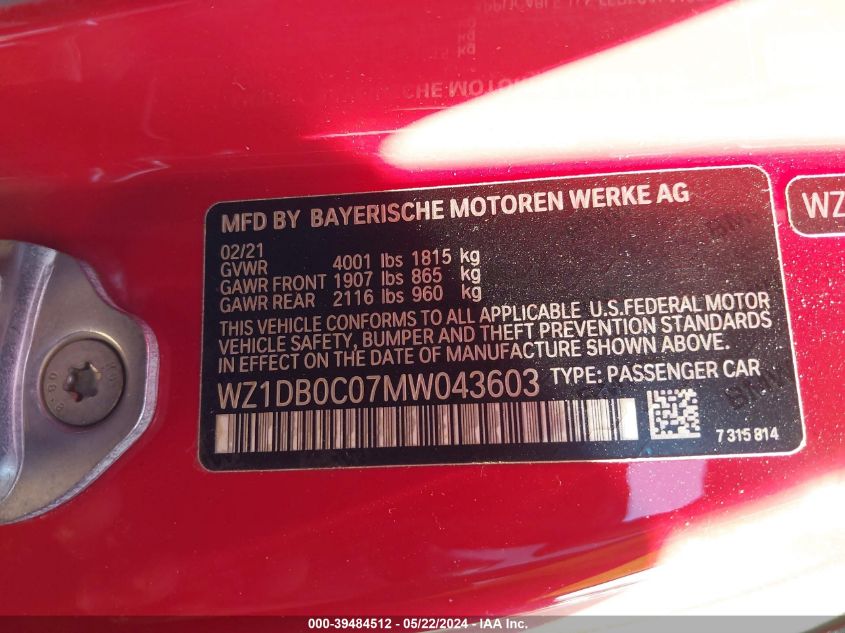 MFD BY BAYERISCHE MOTOREN WERKE AG
02/21
GVWR 4001 lbs 1815 kg
GAWR FRONT 1907 lbs 865 kg
GAWR REAR 2116 lbs 960 kg
THIS VEHICLE CONFORMS TO ALL APPLICABLE U.S.FEDERAL MOTOR
VEHICLE SAFETY, BUMPER AND THEFT PREVENTION STANDARDS
IN EFFECT ON THE DATE OF MANUFACTURE SHOWN ABOVE.
WZ1DB0C07MW043603 TYPE: PASSENGER CAR
7315814
WZ
000-39484512 - 05/22/2024 - IAA Inc.